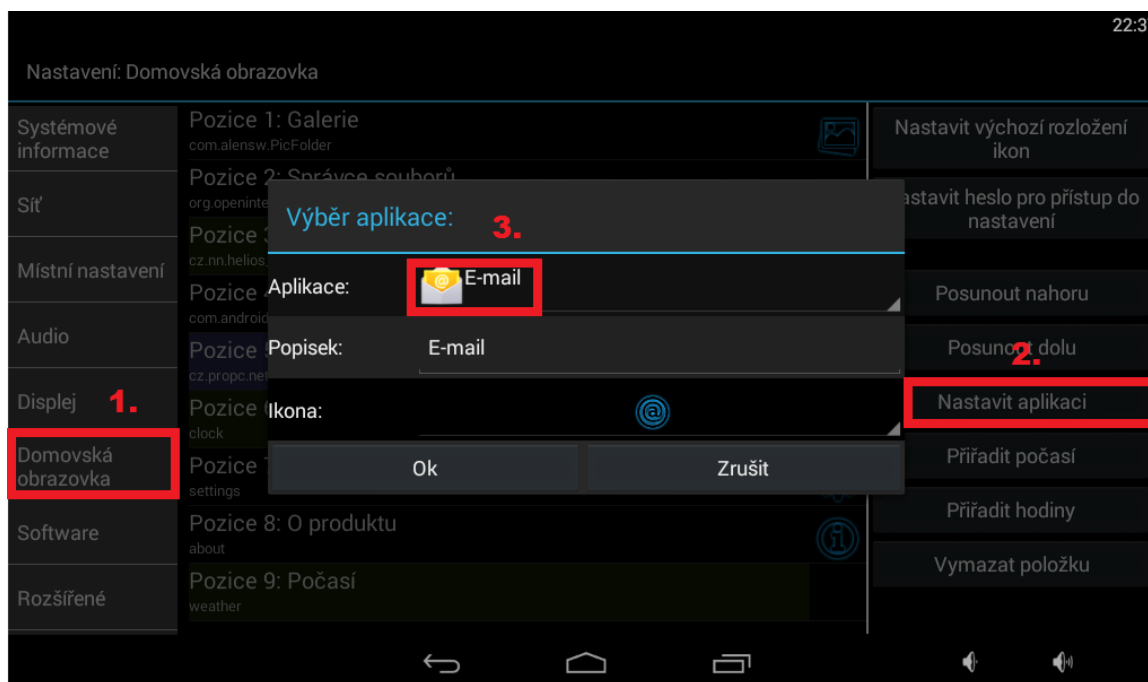 22:3
Nastavení: Domovská obrazovka
Systémové
informace
Síť
Místní nastavení
Audio
Displej
1.
Domovská
obrazovka
Software
Rozšířené
Pozice 1: Galerie
com.alensw.PicFolder
Pozice 2: Správce souborů
org.openinte
Pozice 3
cz.nn.helios
Pozice 4
com.android
Pozice 5
cz.propc.net
Pozice 6
clock
Pozice 7
settings
Pozice 8: O produktu
about
Pozice 9: Počasí
weather
Výběr aplikace:
3.
Aplikace:
E-mail
Popisek:
E-mail
Ikona:
@
Ok
Zrušit
Nastavit výchozí rozložení
ikon
astavit heslo pro přístup do
nastavení
Posunout nahoru
Posunout dolu
2.
Nastavit aplikaci
Přiřadit počasí
Přiřadit hodiny
Vymazat položku